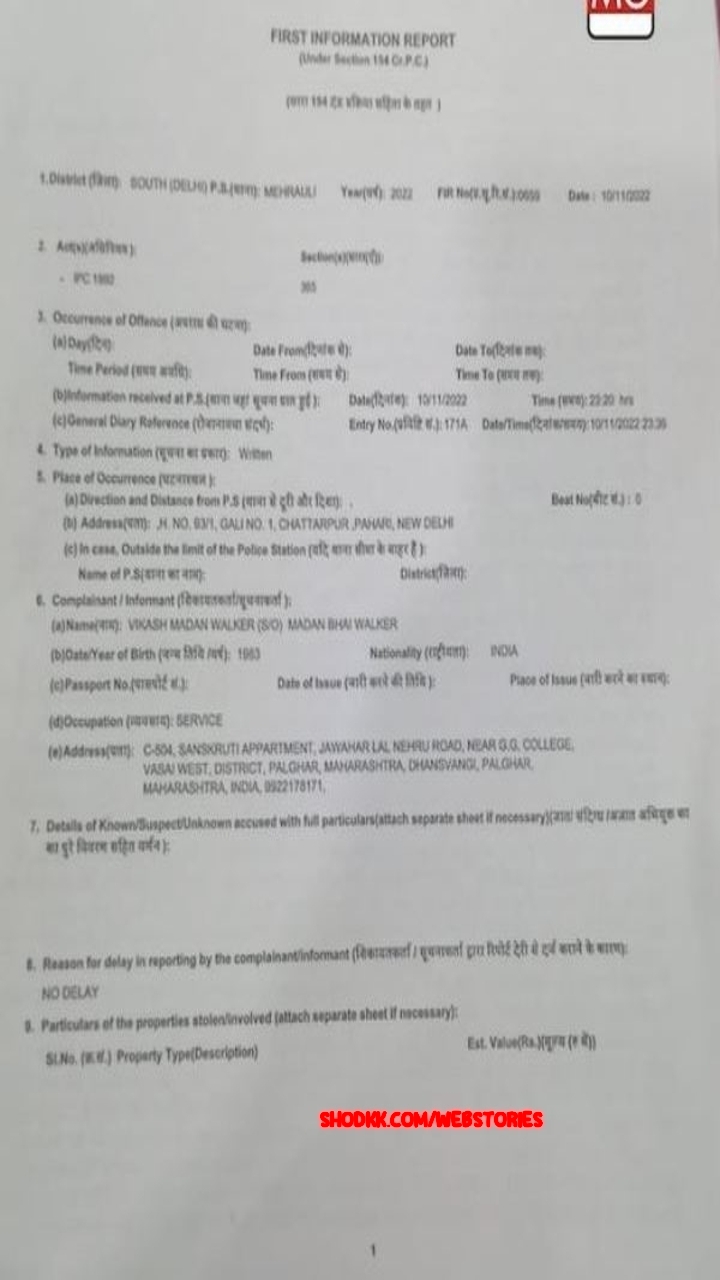 FIRST INFORMATION REPORT
(Under Section 154 Cr.P.C.)
(धारा 154 दंड प्रक्रिया संहिता के तहत )
1.District (जिला): SOUTH (DELHI) P.S.(थाना): MEHRAULI Year(वर्ष): 2022 FIR No(प्र.सू.रि.सं.):0659 Date : 10/11/2022
2. Act(s)(अधिनियम ): Section(s)(धारा(एँ)):
- IPC 1860 365
3. Occurrence of Offence (अपराध की घटना):
(a)Day(दिन): Date From(दिनांक से): Date To(दिनांक तक):
Time Period (समय अवधि): Time From (समय से): Time To (समय तक):
(b)Information received at P.S.(थाना जहां सूचना प्राप्त हुई ): Date(दिनांक): 10/11/2022 Time (समय): 23:20 hrs
(c)General Diary Reference (रोजनामचा संदर्भ): Entry No.(प्रविष्टि सं.): 171A Date/Time(दिनांक/समय):10/11/2022 23:36
4. Type of Information (सूचना का प्रकार): Written
5. Place of Occurrence (घटनास्थल ):
(a)Direction and Distance from P.S (थाना से दूरी और दिशा): , Beat No(बीट सं.) : 0
(b) Address(पता): ,H. NO. 93/1, GALI NO. 1, CHATTARPUR ,PAHARI, NEW DELHI
(c) In case, Outside the limit of the Police Station (यदि थाना सीमा के बाहर है ):
Name of P.S(थाना का नाम): District(जिला):
6. Complainant / Informant (शिकायतकर्ता/सूचनाकर्ता ):
(a)Name(नाम): VIKASH MADAN WALKER (S/O) MADAN BHAI WALKER
(b)Date/Year of Birth (जन्म तिथि /वर्ष): 1963 Nationality (राष्ट्रीयता): INDIA
(c)Passport No.(पासपोर्ट सं.): Date of Issue (जारी करने की तिथि ): Place of Issue (जारी करने का स्थान):
(d)Occupation (व्यवसाय): SERVICE
(e)Address(पता): C-504, SANSKRUTI APPARTMENT, JAWAHAR LAL NEHRU ROAD, NEAR G.G. COLLEGE,
VASAI WEST, DISTRICT, PALGHAR, MAHARASHTRA, DHANSVANGI, PALGHAR,
MAHARASHTRA, INDIA, 9922178171,
7. Details of Known/Suspect/Unknown accused with full particulars(attach separate sheet if necessary)(ज्ञात/ संदिग्ध /अज्ञात अभियुक्त का
का पूरे विवरण सहित वर्णन ):
8. Reason for delay in reporting by the complainant/informant (शिकायतकर्ता / सूचनाकर्ता द्वारा रिपोर्ट देरी से दर्ज कराने के कारण):
NO DELAY
9. Particulars of the properties stolen/involved (attach separate sheet if necessary):
Sl.No. (क्र.सं.) Property Type(Description) Est. Value(Rs.)(मूल्य (रु में))
SHODKK.COM/WEBSTORIES
1